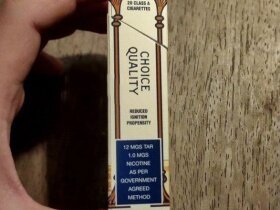 20 CLASS A
CIGARETTES
CHOICE
QUALITY
REDUCED
IGNITION
PROPENSITY
12 MGS TAR
1.0 MGS
NICOTINE
AS PER
GOVERNMENT
AGREED
METHOD